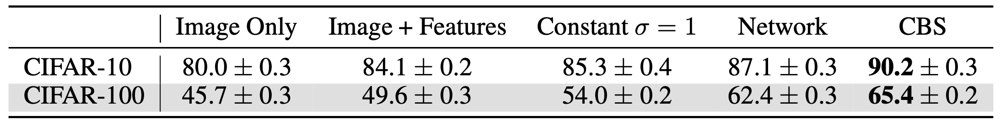 Image Only Image + Features Constant σ = 1 Network CBS
CIFAR-10 80.0 ± 0.3 84.1 ± 0.2 85.3 ± 0.4 87.1 ± 0.3 90.2 ± 0.3
CIFAR-100 45.7 ± 0.3 49.6 ± 0.3 54.0 ± 0.2 62.4 ± 0.3 65.4 ± 0.2